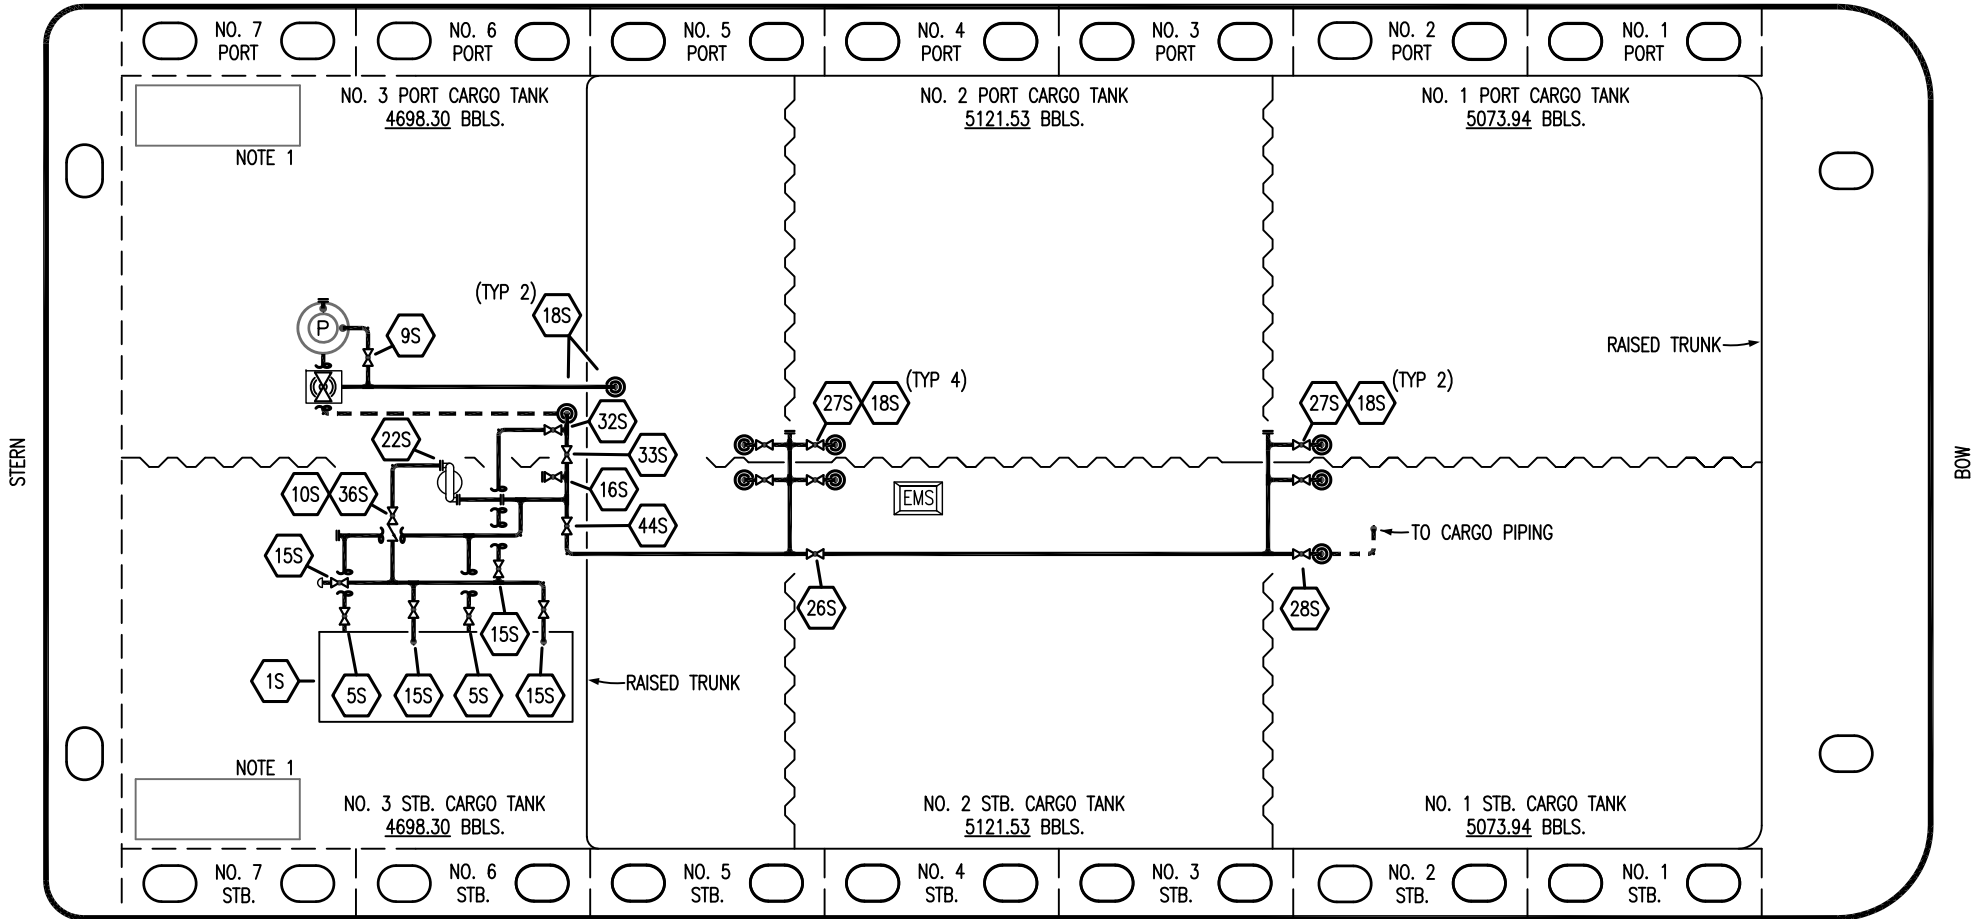 NO. 7
PORT
NO. 6
PORT
NO. 5
PORT
NO. 4
PORT
NO. 3
PORT
NO. 2
PORT
NO. 1
PORT
NO. 3 PORT CARGO TANK
4698.30 BBLS.
NO. 2 PORT CARGO TANK
5121.53 BBLS.
NO. 1 PORT CARGO TANK
5073.94 BBLS.
NOTE 1
(TYP 2)
18S
P
9S
RAISED TRUNK
(TYP 4)
27S
18S
(TYP 2)
27S
18S
32S
22S
33S
STERN
BOW
10S
36S
16S
EMS
44S
TO CARGO PIPING
15S
26S
28S
15S
1S
5S
15S
5S
15S
RAISED TRUNK
NOTE 1
NO. 3 STB. CARGO TANK
4698.30 BBLS.
NO. 2 STB. CARGO TANK
5121.53 BBLS.
NO. 1 STB. CARGO TANK
5073.94 BBLS.
NO. 7
STB.
NO. 6
STB.
NO. 5
STB.
NO. 4
STB.
NO. 3
STB.
NO. 2
STB.
NO. 1
STB.